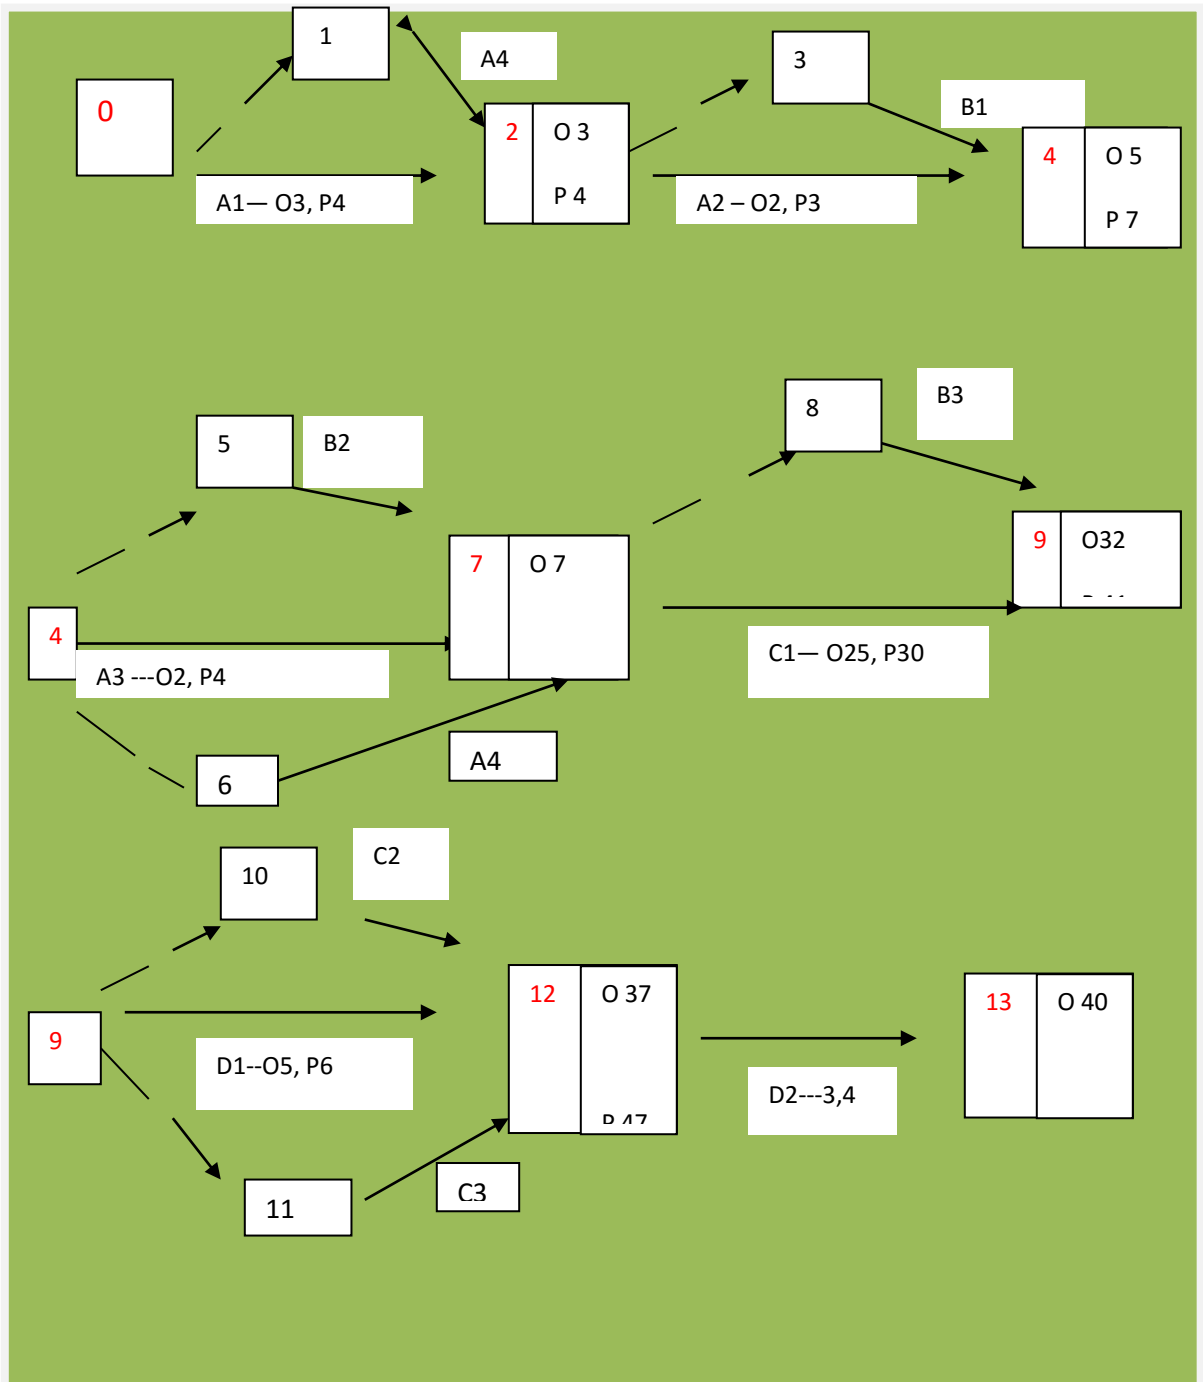 0
1
A4
2
O 3
P 4
A1— O3, P4
3
B1
A2 – O2, P3
4
O 5
P 7
5
B2
8
B3
4
A3 ---O2, P4
7
O 7
9
O32
C1— O25, P30
6
A4
10
C2
9
D1--O5, P6
12
O 37
P 47
13
O 40
D2---3,4
11
C3